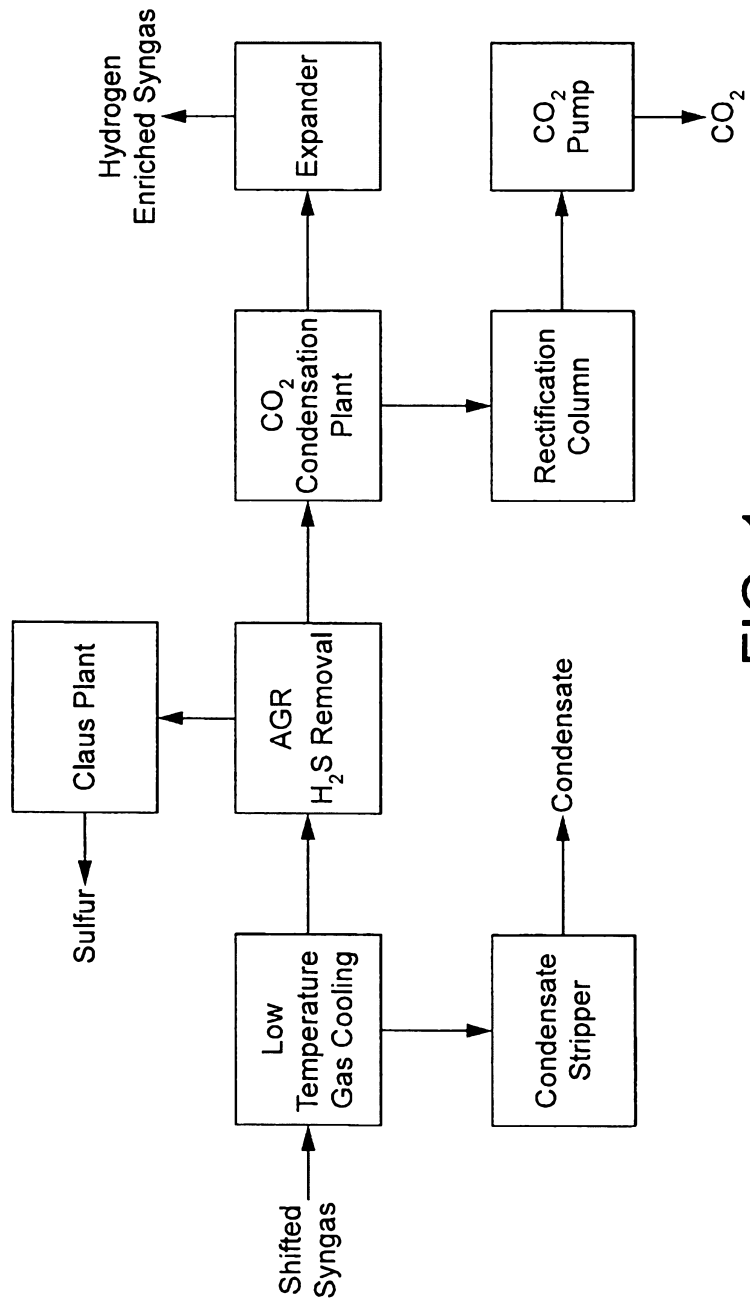 Shifted
Syngas
Low
Temperature
Gas Cooling
Condensate
Stripper
Condensate
AGR
H₂S Removal
Claus Plant
Sulfur
CO₂
Condensation
Plant
Rectification
Column
Expander
Hydrogen
Enriched Syngas
CO₂
Pump
CO₂